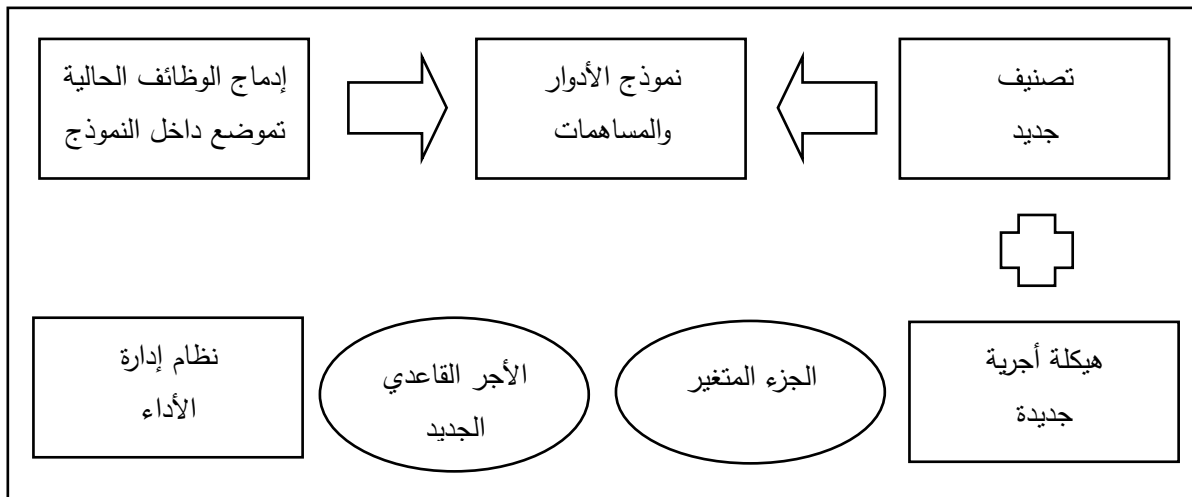 تصنيف
جديد
نموذج الأدوار
والمساهمات
إدماج الوظائف الحالية
تموضع داخل النموذج
هيكلة أجرية
جديدة
الجزء المتغير
الأجر القاعدي
الجديد
نظام إدارة
الأداء